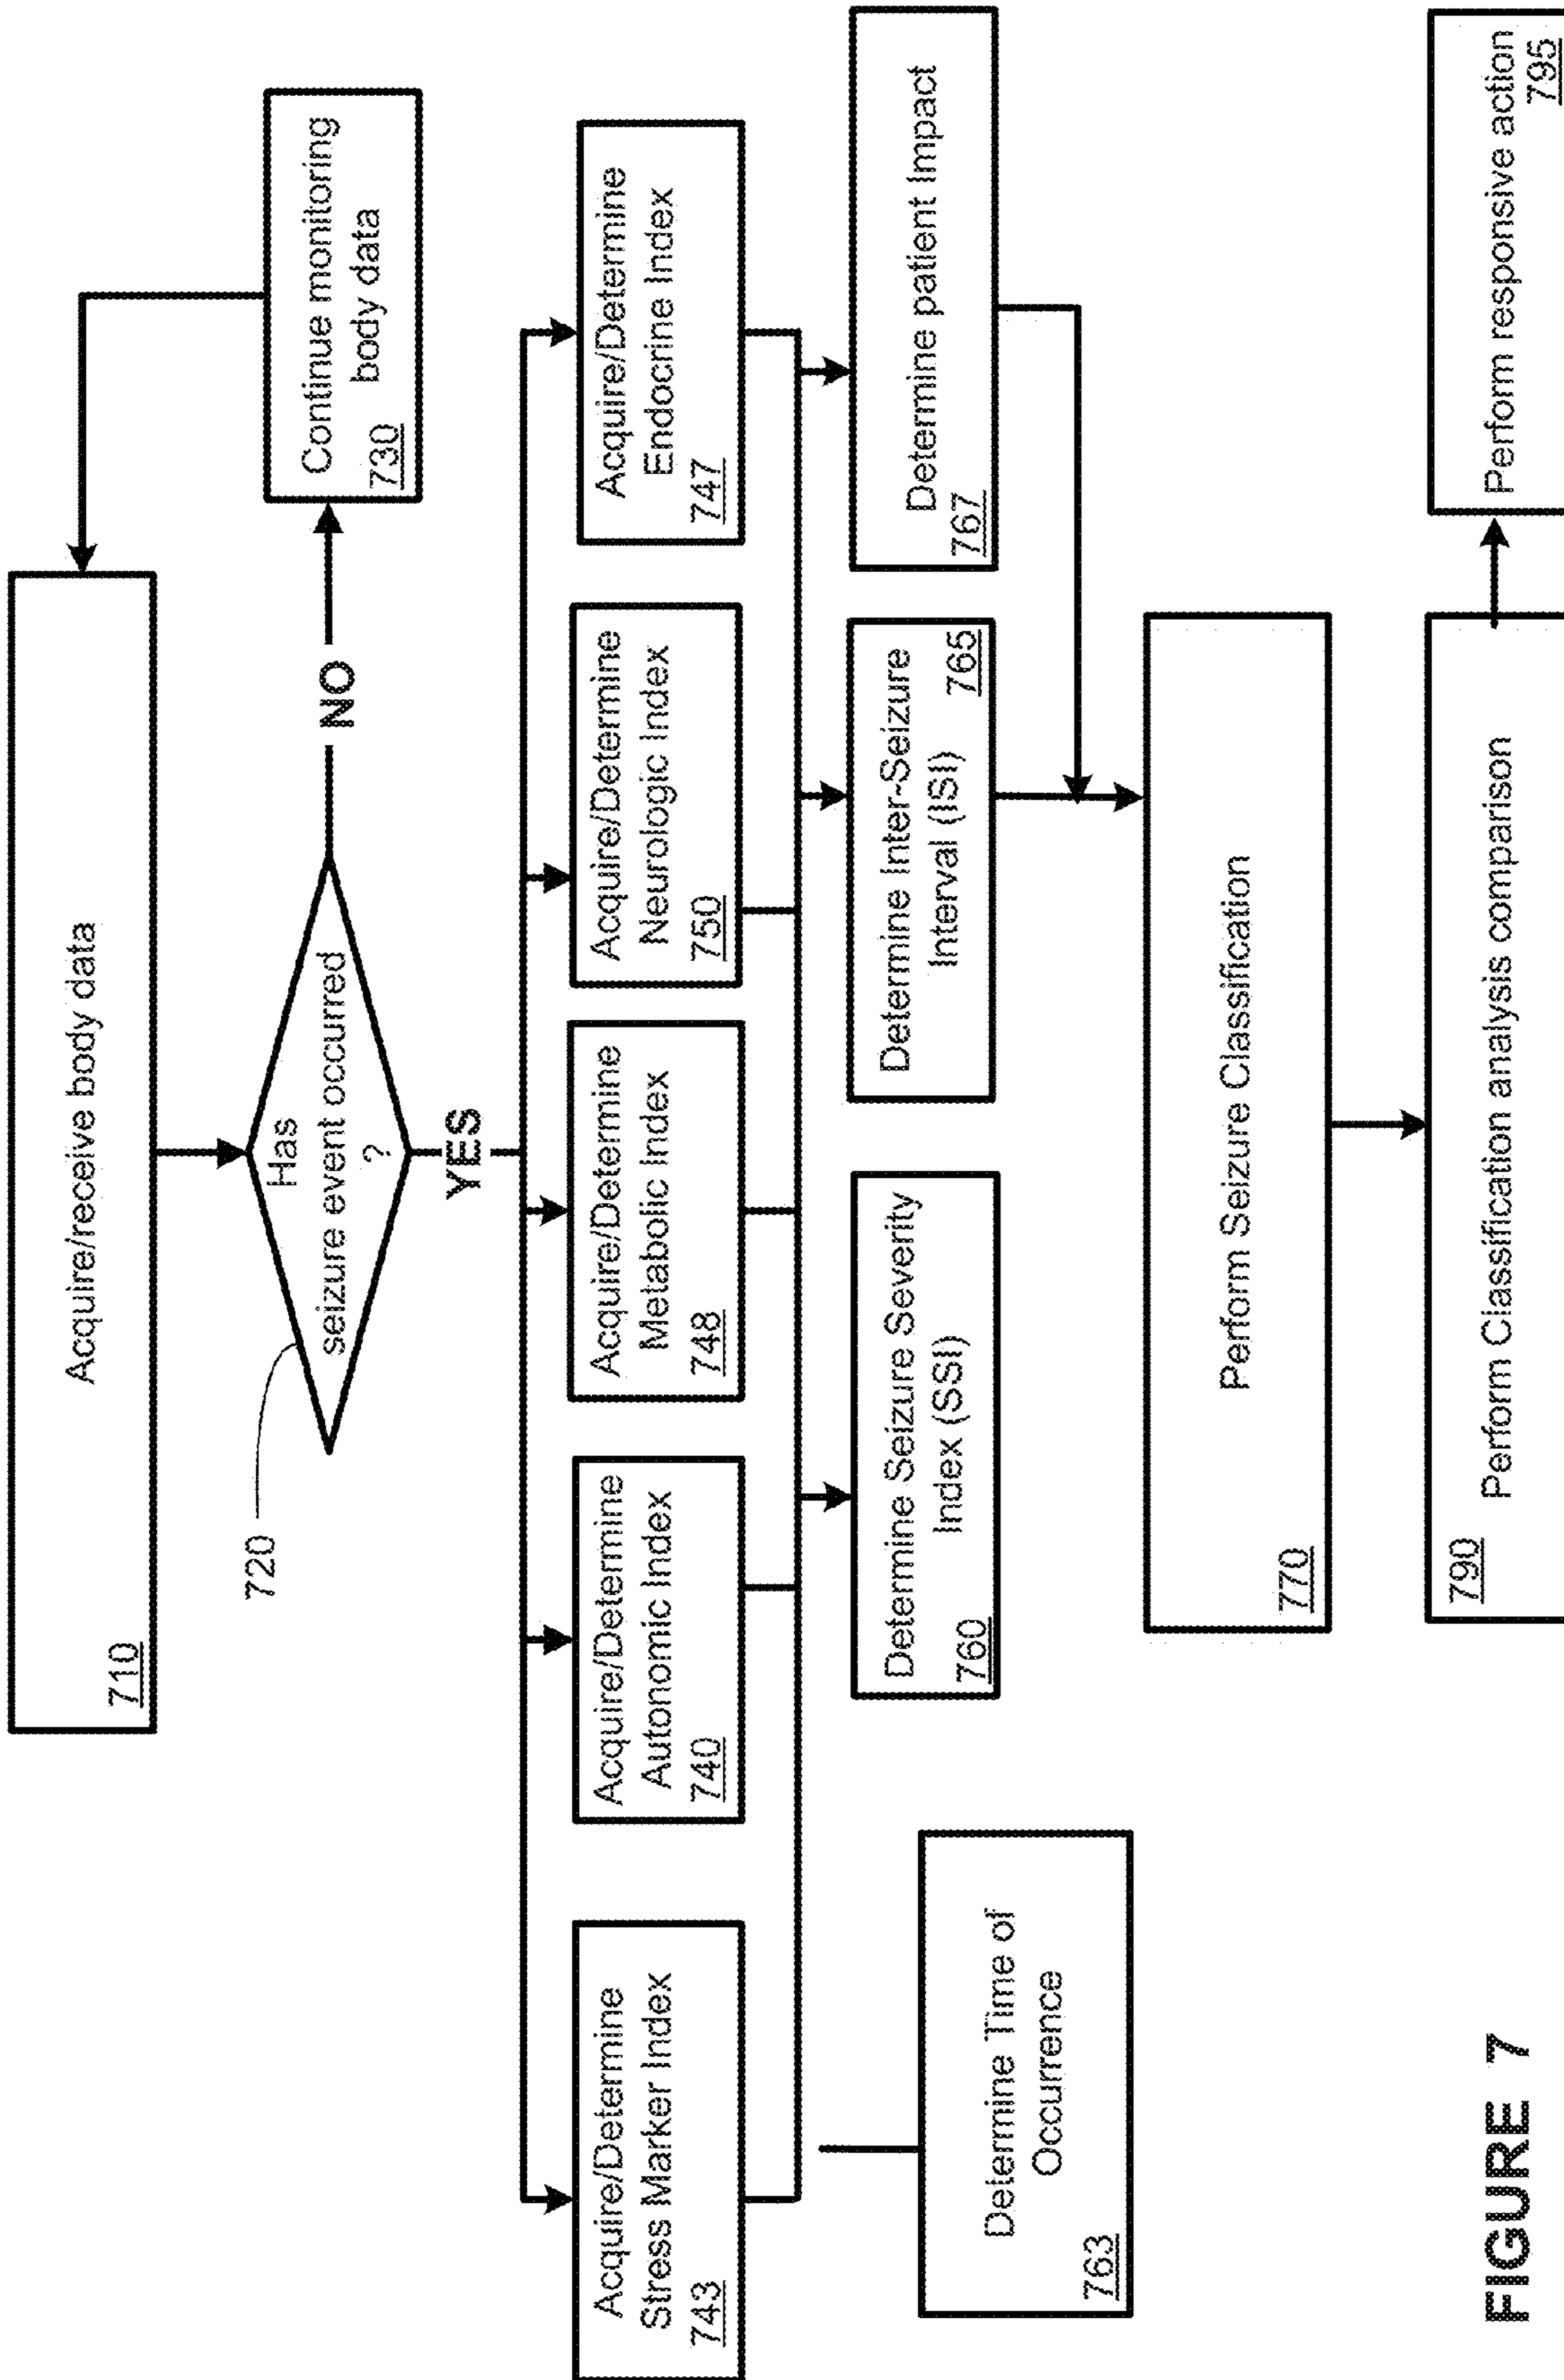 Acquire/receive body data
710
Has
seizure event occurred
?
720
NO
Continue monitoring
body data
730
YES
Acquire/Determine
Stress Marker Index
743
Acquire/Determine
Autonomic Index
740
Acquire/Determine
Metabolic Index
748
Acquire/Determine
Neurologic Index
750
Acquire/Determine
Endocrine Index
747
Determine Time of
Occurrence
763
Determine Seizure Severity
Index (SSI)
760
Determine Inter-Seizure
Interval (ISI) 765
Determine patient Impact
767
Perform Seizure Classification
770
Perform Classification analysis comparison
790
Perform responsive action
795
FIGURE 7